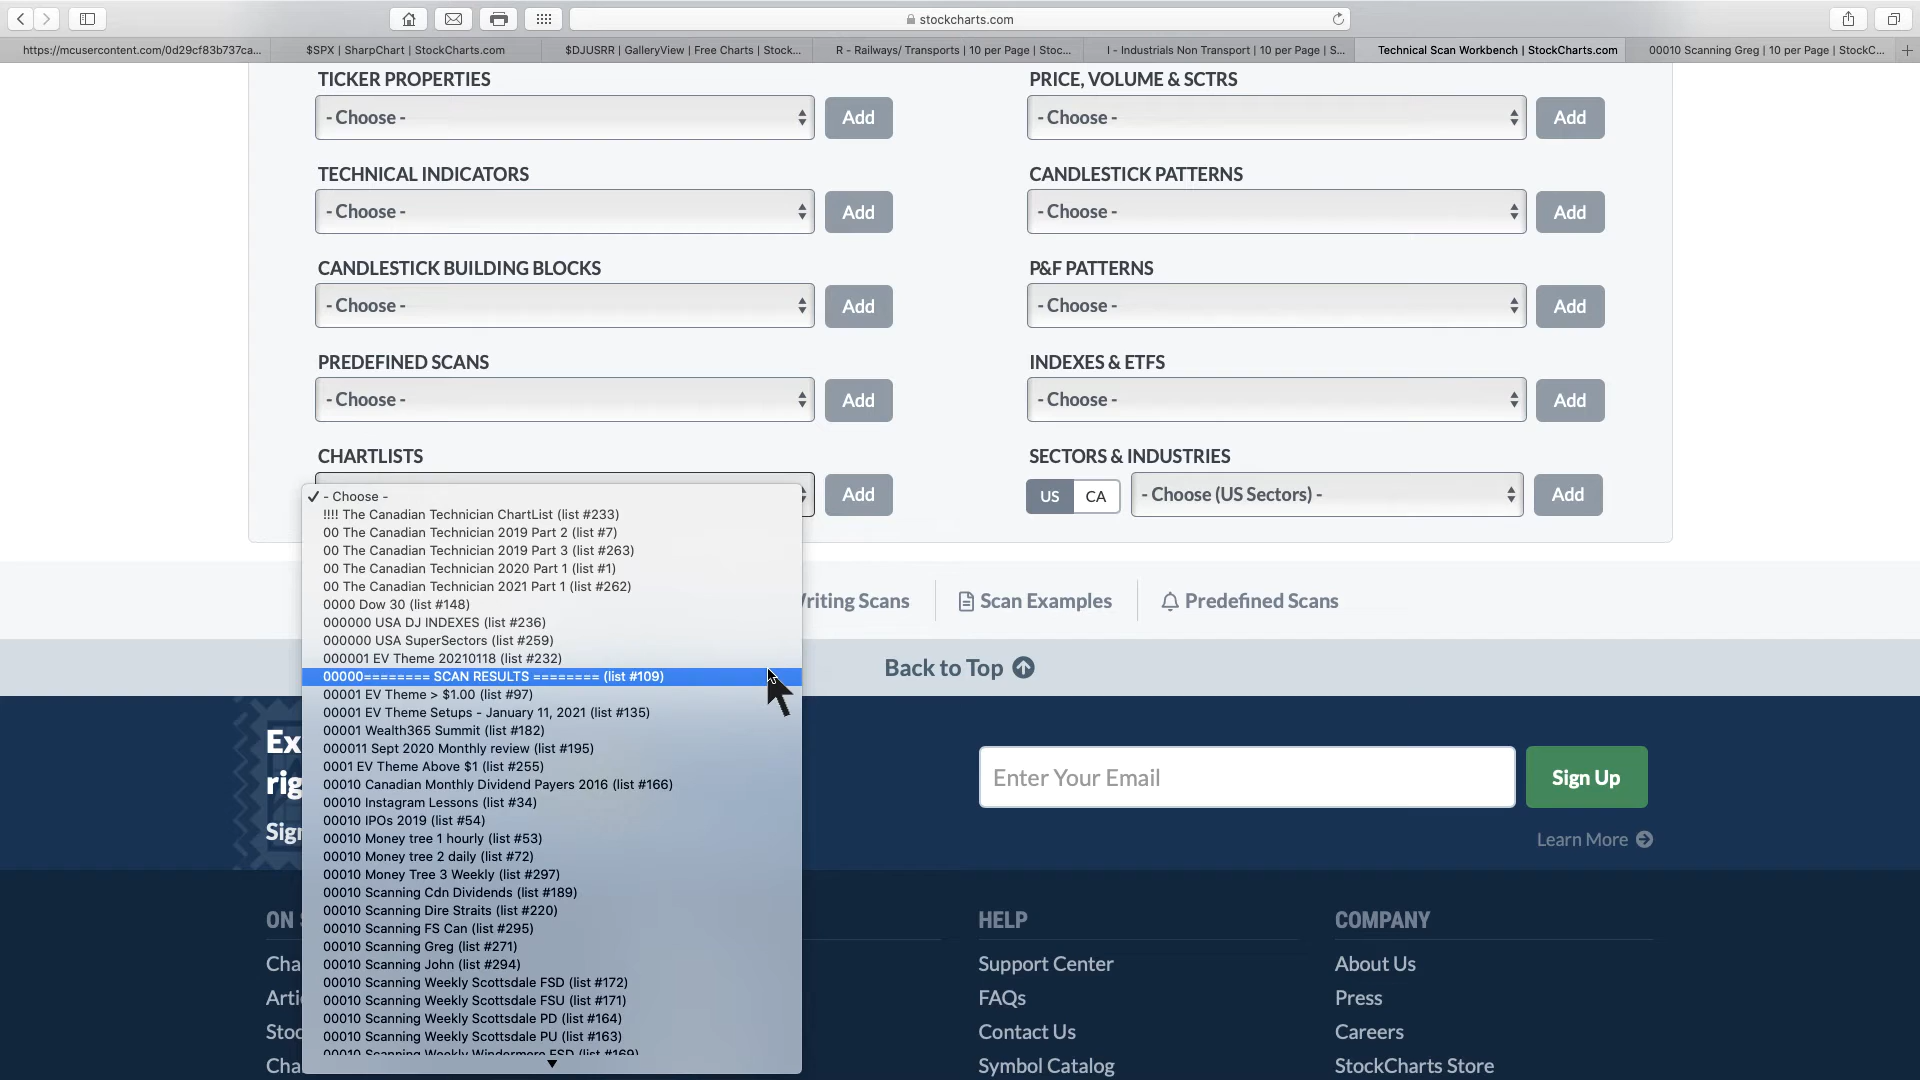 stockcharts.com
https://mcusercontent.com/0d29cf83b737ca...
$SPX | SharpChart | StockCharts.com
$DJUSRR | GalleryView | Free Charts | Stock...
R - Railways/ Transports | 10 per Page | Stoc...
I - Industrials Non Transport | 10 per Page | S...
Technical Scan Workbench | StockCharts.com
00010 Scanning Greg | 10 per Page | StockC...
TICKER PROPERTIES
- Choose -
Add
PRICE, VOLUME & SCTRS
- Choose -
Add
TECHNICAL INDICATORS
- Choose -
Add
CANDLESTICK PATTERNS
- Choose -
Add
CANDLESTICK BUILDING BLOCKS
- Choose -
Add
P&F PATTERNS
- Choose -
Add
PREDEFINED SCANS
- Choose -
Add
INDEXES & ETFS
- Choose -
Add
CHARTLISTS
Add
SECTORS & INDUSTRIES
US
CA
- Choose (US Sectors) -
Add
✓ - Choose -
!!!! The Canadian Technician ChartList (list #233)
00 The Canadian Technician 2019 Part 2 (list #7)
00 The Canadian Technician 2019 Part 3 (list #263)
00 The Canadian Technician 2020 Part 1 (list #1)
00 The Canadian Technician 2021 Part 1 (list #262)
0000 Dow 30 (list #148)
000000 USA DJ INDEXES (list #236)
000000 USA SuperSectors (list #259)
000001 EV Theme 20210118 (list #232)
00000======== SCAN RESULTS ======== (list #109)
00001 EV Theme > $1.00 (list #97)
00001 EV Theme Setups - January 11, 2021 (list #135)
00001 Wealth365 Summit (list #182)
000011 Sept 2020 Monthly review (list #195)
0001 EV Theme Above $1 (list #255)
00010 Canadian Monthly Dividend Payers 2016 (list #166)
00010 Instagram Lessons (list #34)
00010 IPOs 2019 (list #54)
00010 Money tree 1 hourly (list #53)
00010 Money tree 2 daily (list #72)
00010 Money Tree 3 Weekly (list #297)
00010 Scanning Cdn Dividends (list #189)
00010 Scanning Dire Straits (list #220)
00010 Scanning FS Can (list #295)
00010 Scanning Greg (list #271)
00010 Scanning John (list #294)
00010 Scanning Weekly Scottsdale FSD (list #172)
00010 Scanning Weekly Scottsdale FSU (list #171)
00010 Scanning Weekly Scottsdale PD (list #164)
00010 Scanning Weekly Scottsdale PU (list #163)
00010 Scanning Weekly Windermere FSD (list #169)
Writing Scans
Scan Examples
Predefined Scans
Back to Top
Ex
rig
Sign
Enter Your Email
Sign Up
Learn More
ON S
Cha
Arti
Stoc
Cha
HELP
Support Center
FAQs
Contact Us
Symbol Catalog
COMPANY
About Us
Press
Careers
StockCharts Store